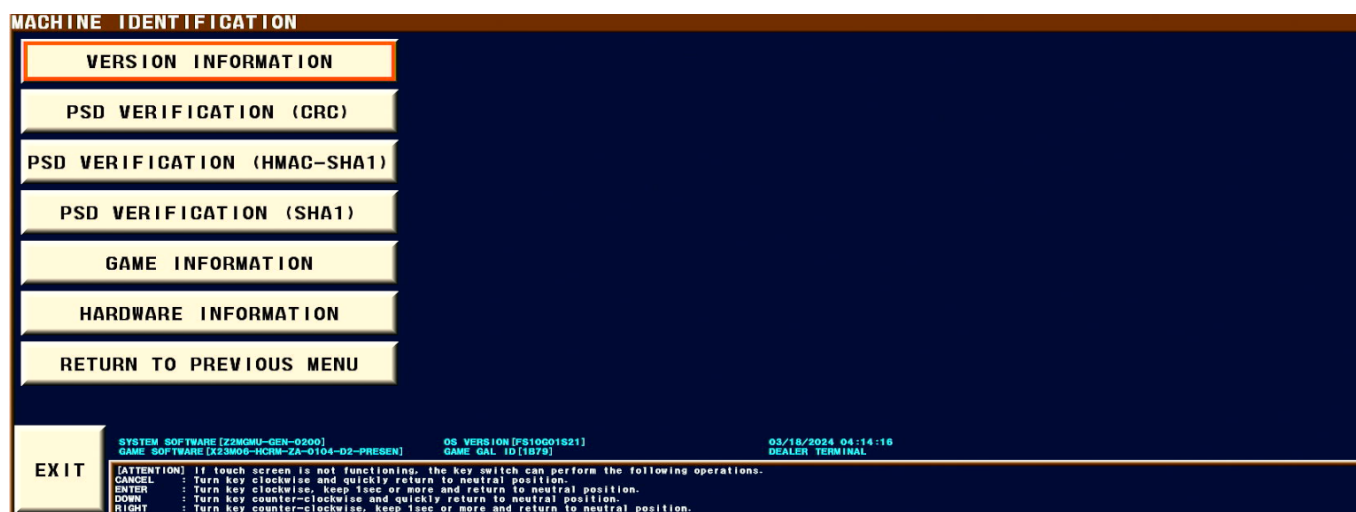 MACHINE IDENTIFICATION
VERSION INFORMATION
PSD VERIFICATION (CRC)
PSD VERIFICATION (HMAC-SHA1)
PSD VERIFICATION (SHA1)
GAME INFORMATION
HARDWARE INFORMATION
RETURN TO PREVIOUS MENU
EXIT
SYSTEM SOFTWARE[Z2MGMU-GEN-0200] OS VERSION[FS10G01S21] 03/18/2024 04:14:16
GAME SOFTWARE[X23M06-HCRM-ZA-0104-D2-PRESEN] GAME GAL ID[1B79] DEALER TERMINAL
[ATTENTION] If touch screen is not functioning, the key switch can perform the following operations.
CANCEL : Turn key clockwise and quickly return to neutral position.
ENTER : Turn key clockwise, keep 1sec or more and return to neutral position.
DOWN : Turn key counter-clockwise and quickly return to neutral position.
RIGHT : Turn key counter-clockwise, keep 1sec or more and return to neutral position.